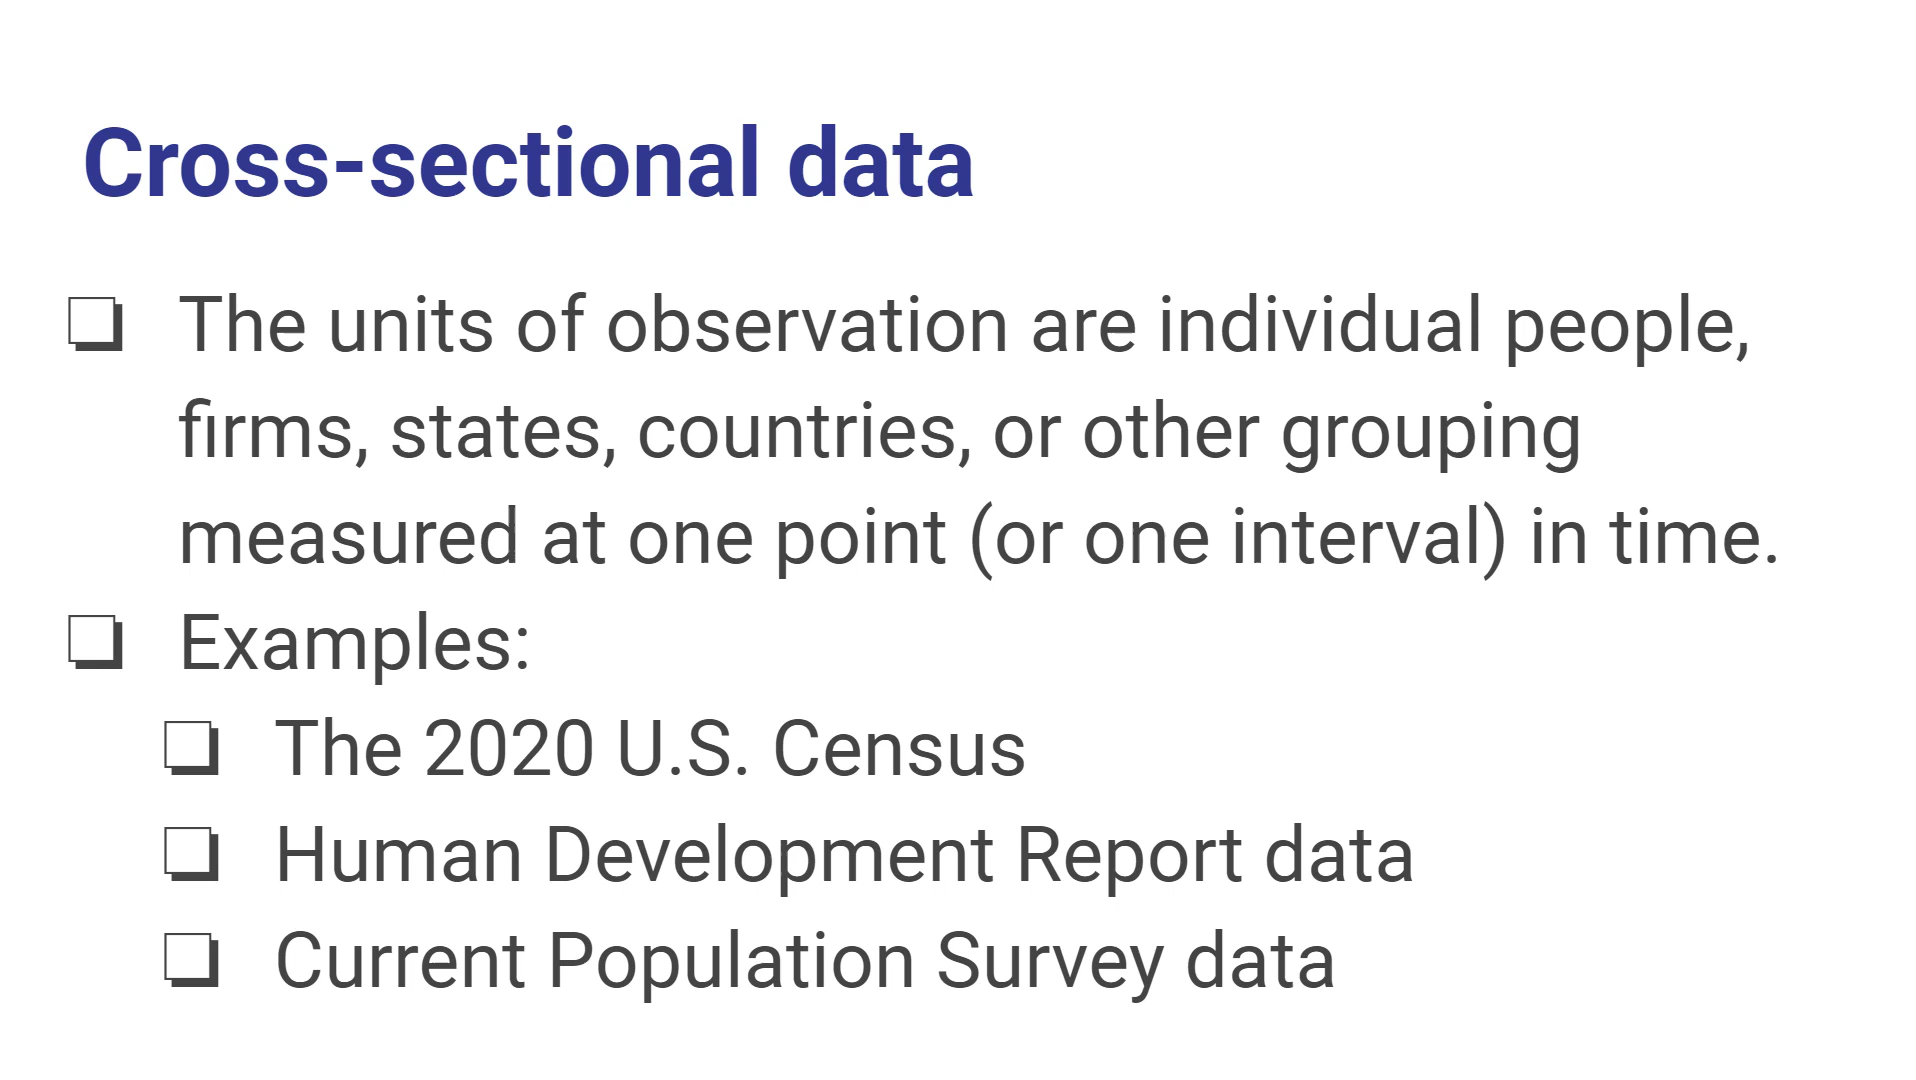 Cross-sectional data
❏ The units of observation are individual people,
firms, states, countries, or other grouping
measured at one point (or one interval) in time.
❏ Examples:
❏ The 2020 U.S. Census
❏ Human Development Report data
❏ Current Population Survey data